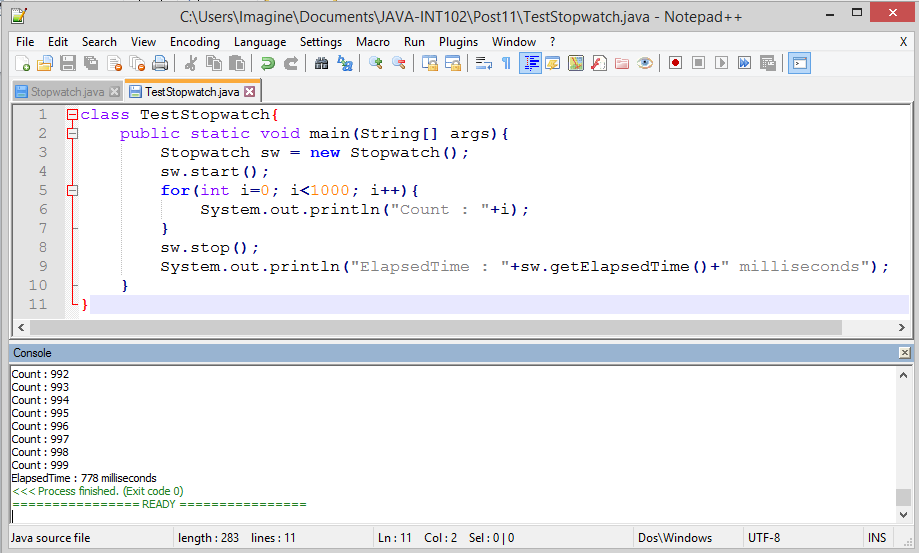 C:\Users\Imagine\Documents\JAVA-INT102\Post11\TestStopwatch.java - Notepad++
File Edit Search View Encoding Language Settings Macro Run Plugins Window ? X
Stopwatch.java TestStopwatch.java
1 class TestStopwatch{
2 public static void main(String[] args){
3 Stopwatch sw = new Stopwatch();
4 sw.start();
5 for(int i=0; i<1000; i++){
6 System.out.println("Count : "+i);
7 }
8 sw.stop();
9 System.out.println("ElapsedTime : "+sw.getElapsedTime()+" milliseconds");
10 }
11 }
Console
Count : 992
Count : 993
Count : 994
Count : 995
Count : 996
Count : 997
Count : 998
Count : 999
ElapsedTime : 778 milliseconds
<<< Process finished. (Exit code 0)
================ READY ================
Java source file length : 283 lines : 11 Ln : 11 Col : 2 Sel : 0 | 0 Dos\Windows UTF-8 INS